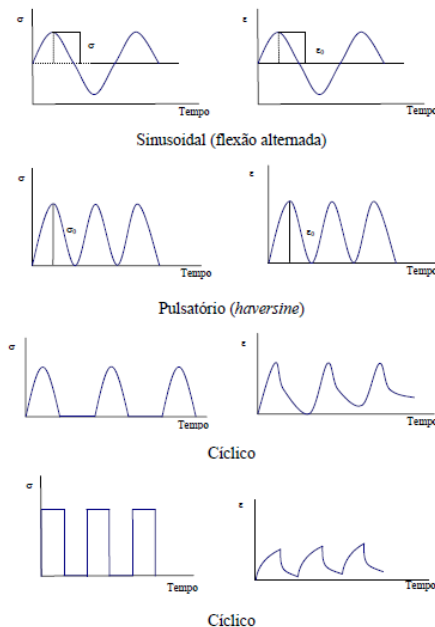 σ ε
σ ε₀
Tempo Tempo
Sinusoidal (flexão alternada)
σ ε
σ₀ ε₀
Tempo Tempo
Pulsatório (haversine)
σ ε
Tempo Tempo
Cíclico
σ ε
Tempo Tempo
Cíclico